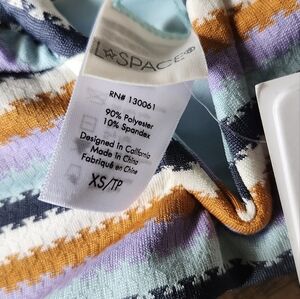 L*SPACE®
RN# 130061
90% Polyester
10% Spandex
Designed in California
Made in China
Fabriqué en Chine
XS/TP